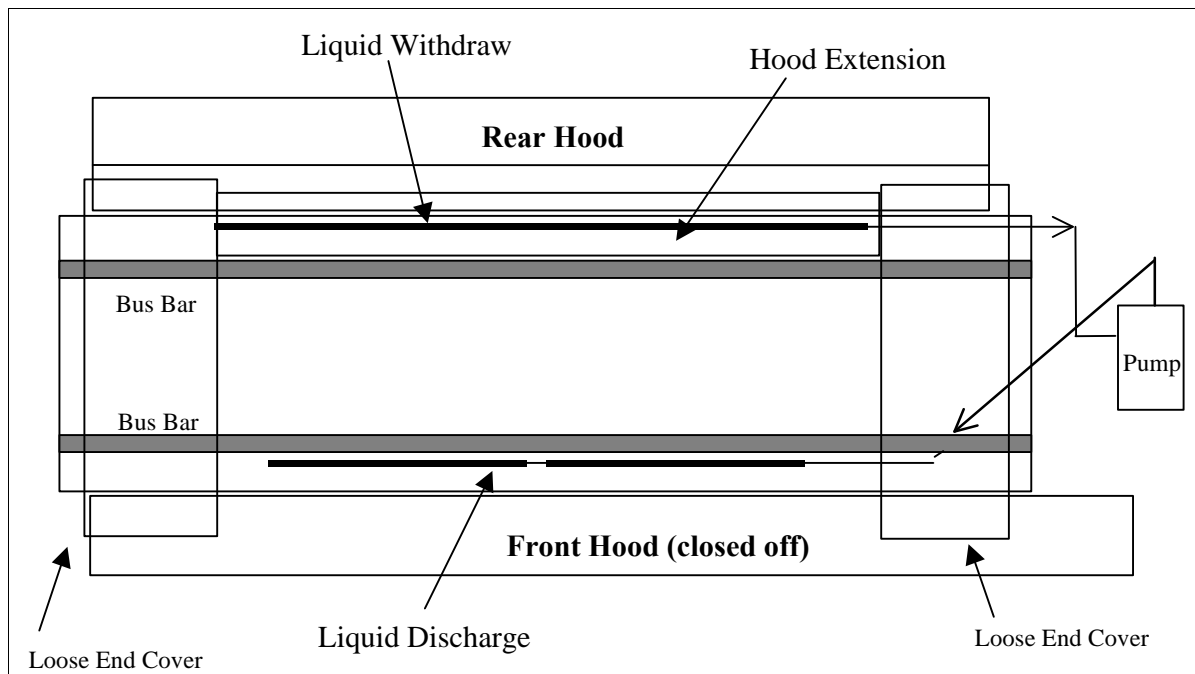 Liquid Withdraw
Hood Extension
Rear Hood
Bus Bar
Pump
Bus Bar
Front Hood (closed off)
Liquid Discharge
Loose End Cover
Loose End Cover